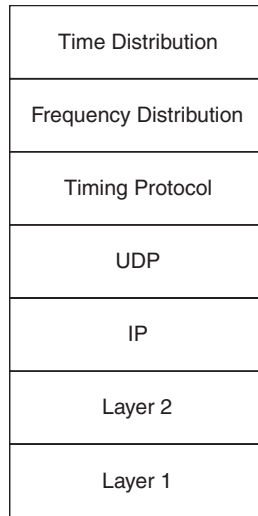 Time Distribution
Frequency Distribution
Timing Protocol
UDP
IP
Layer 2
Layer 1